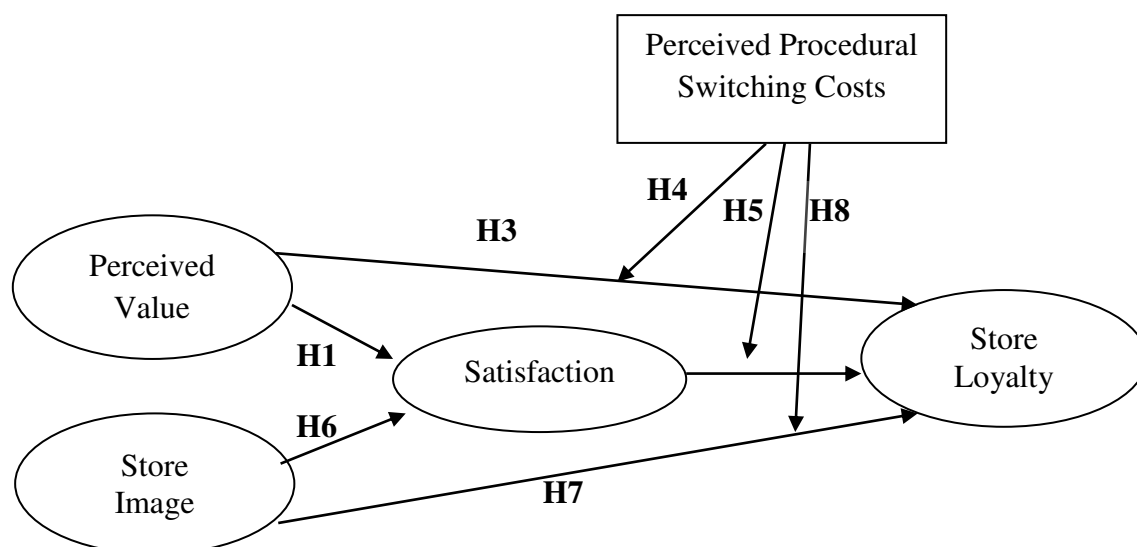 Perceived Procedural
Switching Costs
H4
H5
H8
H3
Perceived
Value
H1
Satisfaction
Store
Loyalty
H6
Store
Image
H7